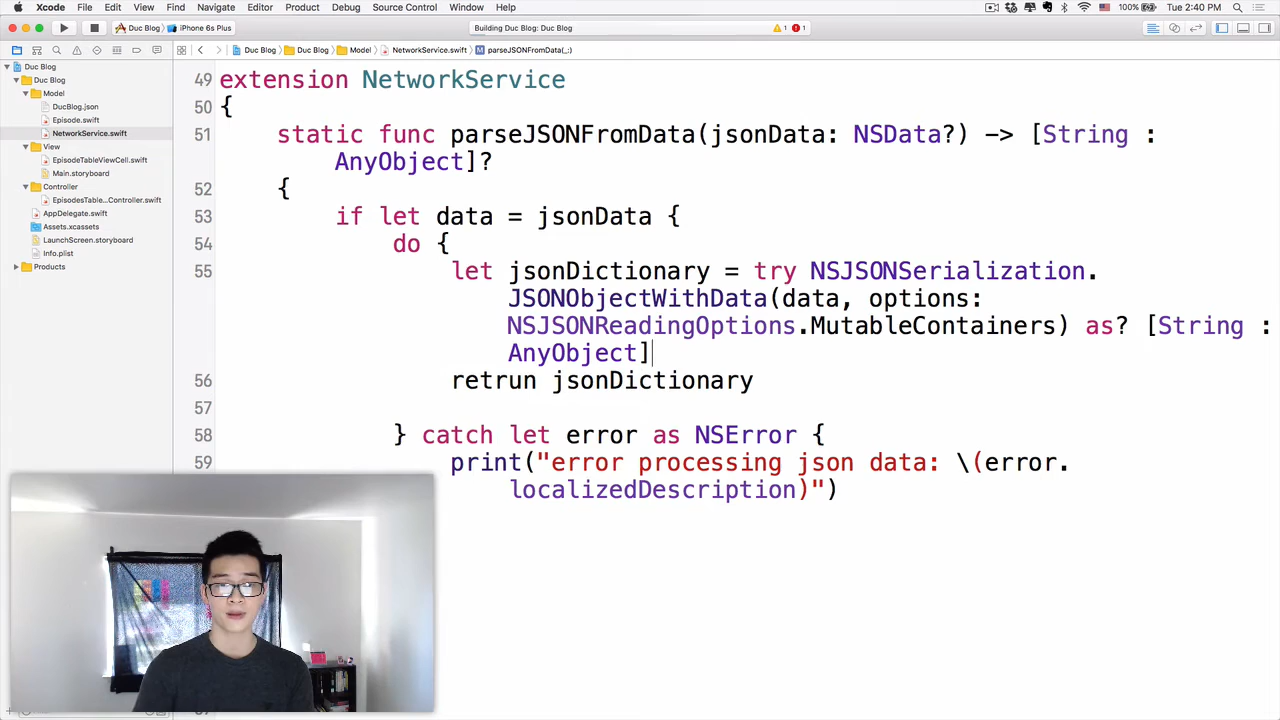 Xcode File Edit View Find Navigate Editor Product Debug Source Control Window Help 100% Tue 2:40 PM
Duc Blog iPhone 6s Plus Building Duc Blog: Duc Blog 1 1
Duc Blog Duc Blog Model NetworkService.swift M parseJSONFromData(_:)
Duc Blog
Duc Blog
Model
DucBlog.json
Episode.swift
NetworkService.swift
View
EpisodeTableViewCell.swift
Main.storyboard
Controller
EpisodesTable...Controller.swift
AppDelegate.swift
Assets.xcassets
LaunchScreen.storyboard
Info.plist
Products
49 extension NetworkService
50 {
51 static func parseJSONFromData(jsonData: NSData?) -> [String :
AnyObject]?
52 {
53 if let data = jsonData {
54 do {
55 let jsonDictionary = try NSJSONSerialization.
JSONObjectWithData(data, options:
NSJSONReadingOptions.MutableContainers) as? [String :
AnyObject]
56 retrun jsonDictionary
57
58 } catch let error as NSError {
59 print("error processing json data: \(error.
localizedDescription)")